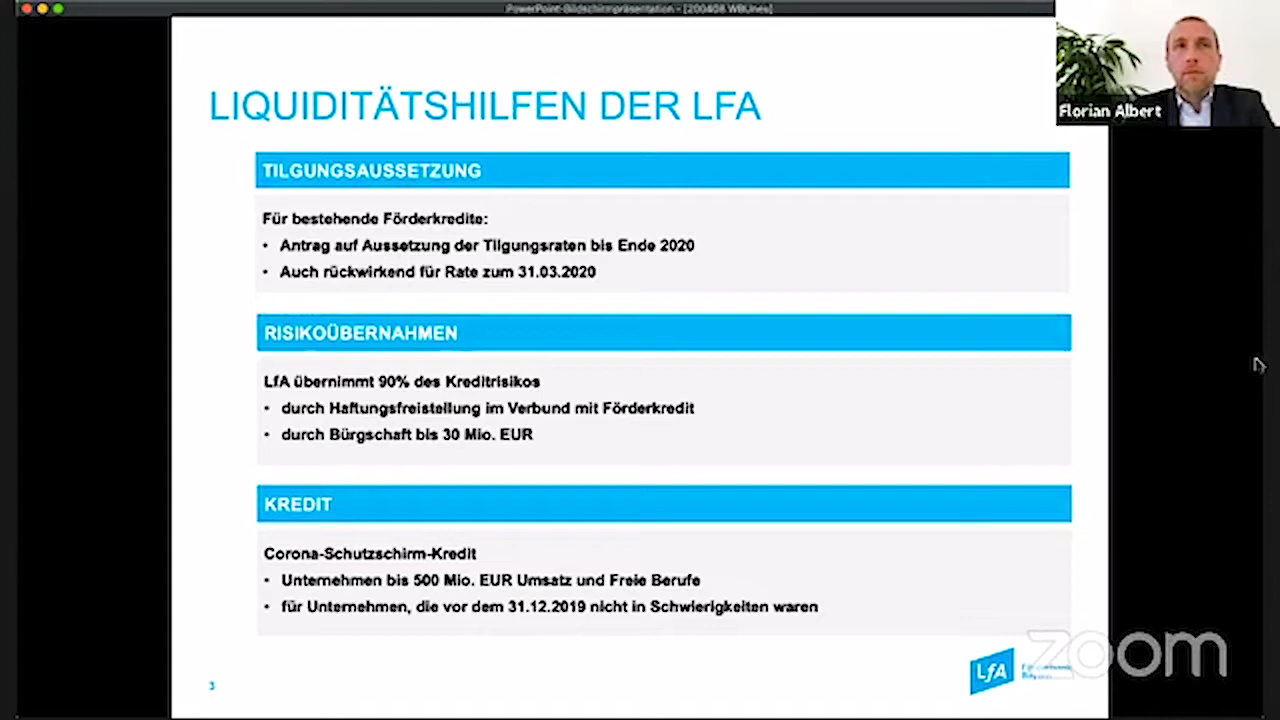 PowerPoint-Bildschirmpräsentation - [200408 WBUneu]
Florian Albert
LIQUIDITÄTSHILFEN DER LFA
TILGUNGSAUSSETZUNG
Für bestehende Förderkredite:
• Antrag auf Aussetzung der Tilgungsraten bis Ende 2020
• Auch rückwirkend für Rate zum 31.03.2020
RISIKOÜBERNAHMEN
LfA übernimmt 90% des Kreditrisikos
• durch Haftungsfreistellung im Verbund mit Förderkredit
• durch Bürgschaft bis 30 Mio. EUR
KREDIT
Corona-Schutzschirm-Kredit
• Unternehmen bis 500 Mio. EUR Umsatz und Freie Berufe
• für Unternehmen, die vor dem 31.12.2019 nicht in Schwierigkeiten waren
3
LfA
zoom